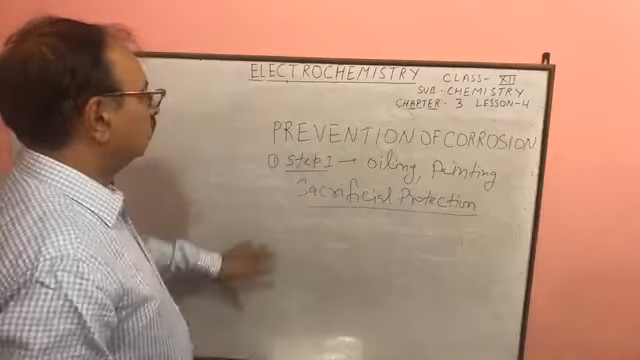 ELECTROCHEMISTRY
CLASS- XII
SUB-CHEMISTRY
CHAPTER- 3 LESSON-4
PREVENTION OF CORROSION
① Step I → oiling, Painting
Sacrificial Protection